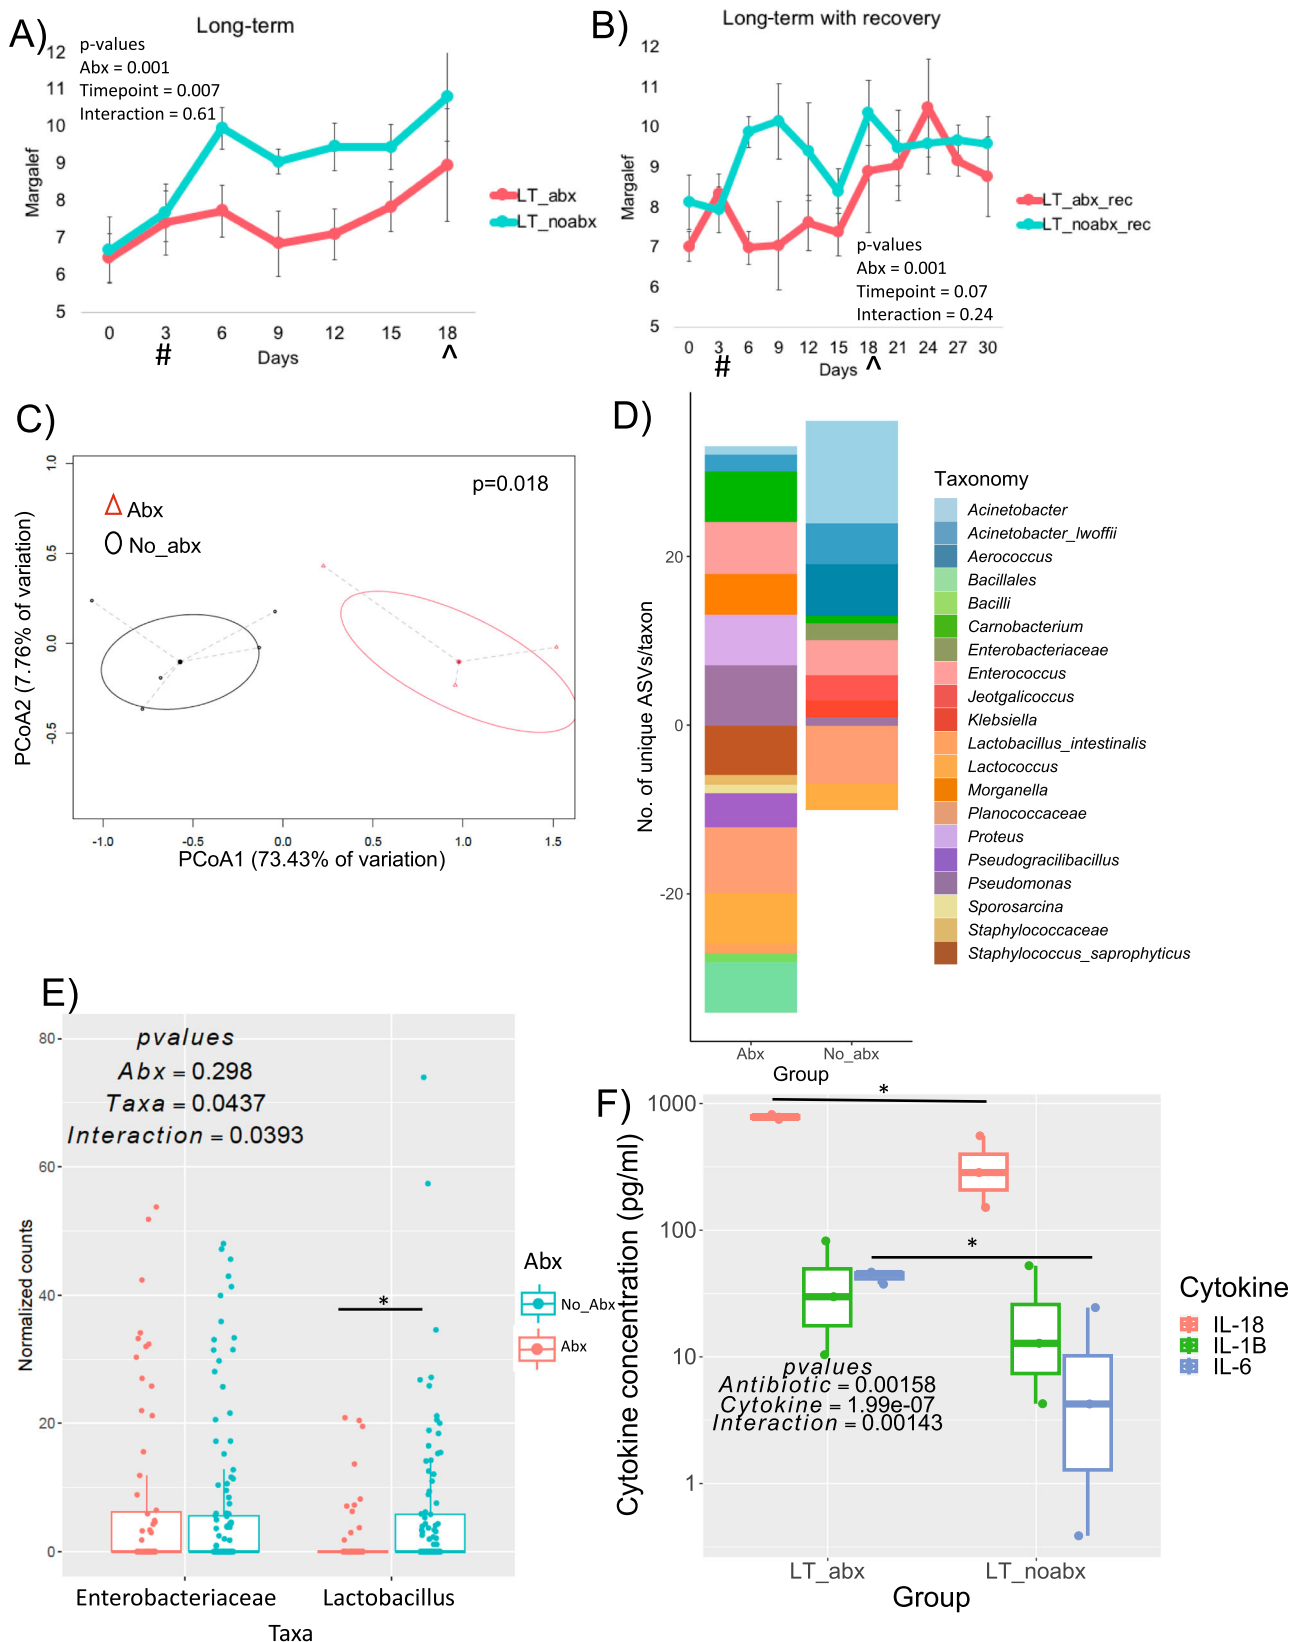 A)
Long-term
p-values
Abx = 0.001
Timepoint = 0.007
Interaction = 0.61
Margalef
12
11
10
9
8
7
6
5
0 3 6 9 12 15 18
# ^
Days
LT_abx
LT_noabx
B)
Long-term with recovery
Margalef
12
11
10
9
8
7
6
5
p-values
Abx = 0.001
Timepoint = 0.07
Interaction = 0.24
0 3 6 9 12 15 18 21 24 27 30
# ^
Days
LT_abx_rec
LT_noabx_rec
C)
p=0.018
Abx
No_abx
PCoA2 (7.76% of variation)
1.0
0.5
0.0
-0.5
-1.0 -0.5 0.0 0.5 1.0 1.5
PCoA1 (73.43% of variation)
D)
No. of unique ASVs/taxon
20
0
-20
Abx No_abx
Group
Taxonomy
Acinetobacter
Acinetobacter_lwoffii
Aerococcus
Bacillales
Bacilli
Carnobacterium
Enterobacteriaceae
Enterococcus
Jeotgalicoccus
Klebsiella
Lactobacillus_intestinalis
Lactococcus
Morganella
Planococcaceae
Proteus
Pseudogracilibacillus
Pseudomonas
Sporosarcina
Staphylococcaceae
Staphylococcus_saprophyticus
E)
pvalues
Abx = 0.298
Taxa = 0.0437
Interaction = 0.0393
Normalized counts
80
60
40
20
0
*
Enterobacteriaceae Lactobacillus
Taxa
Abx
No_Abx
Abx
F)
Cytokine concentration (pg/ml)
1000
100
10
1
*
*
pvalues
Antibiotic = 0.00158
Cytokine = 1.99e-07
Interaction = 0.00143
LT_abx LT_noabx
Group
Cytokine
IL-18
IL-1B
IL-6